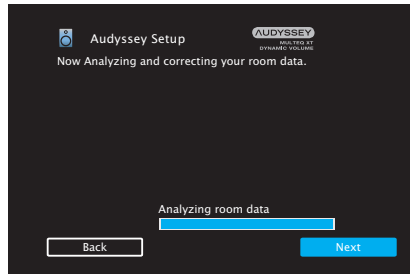 Audyssey Setup
AUDYSSEY
MULTEQ XT
DYNAMIC VOLUME
Now Analyzing and correcting your room data.
Analyzing room data
Back
Next